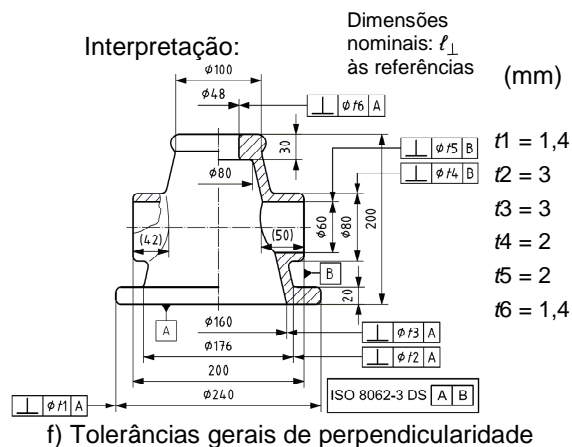 Interpretação:
Dimensões
nominais: ℓ⊥
às referências
(mm)
φ100
φ48
⊥ φt6 A
30
φ80
⊥ φt5 B
⊥ φt4 B
t1 = 1,4
t2 = 3
t3 = 3
t4 = 2
t5 = 2
t6 = 1,4
(42)
(50)
φ60
φ80
200
B
20
A
φ160
⊥ φt3 A
φ176
⊥ φt2 A
200
ISO 8062-3 DS A B
φ240
⊥ φt1 A
f) Tolerâncias gerais de perpendicularidade